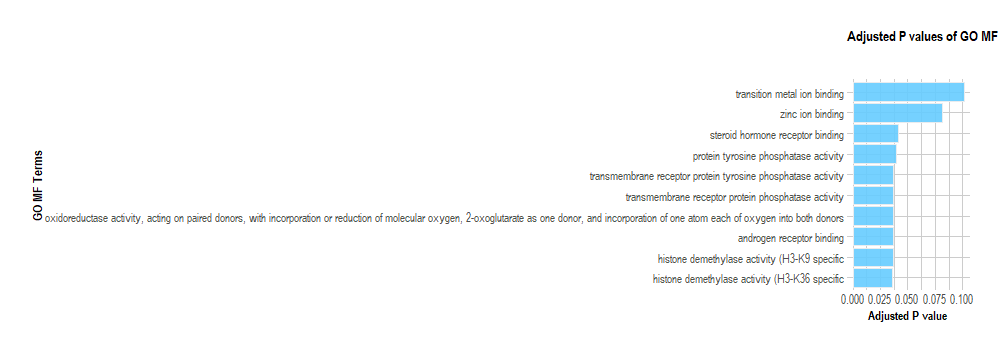 Adjusted P values of GO MF
GO MF Terms
transition metal ion binding
zinc ion binding
steroid hormone receptor binding
protein tyrosine phosphatase activity
transmembrane receptor protein tyrosine phosphatase activity
transmembrane receptor protein phosphatase activity
oxidoreductase activity, acting on paired donors, with incorporation or reduction of molecular oxygen, 2-oxoglutarate as one donor, and incorporation of one atom each of oxygen into both donors
androgen receptor binding
histone demethylase activity (H3-K9 specific
histone demethylase activity (H3-K36 specific
0.000 0.025 0.050 0.075 0.100
Adjusted P value